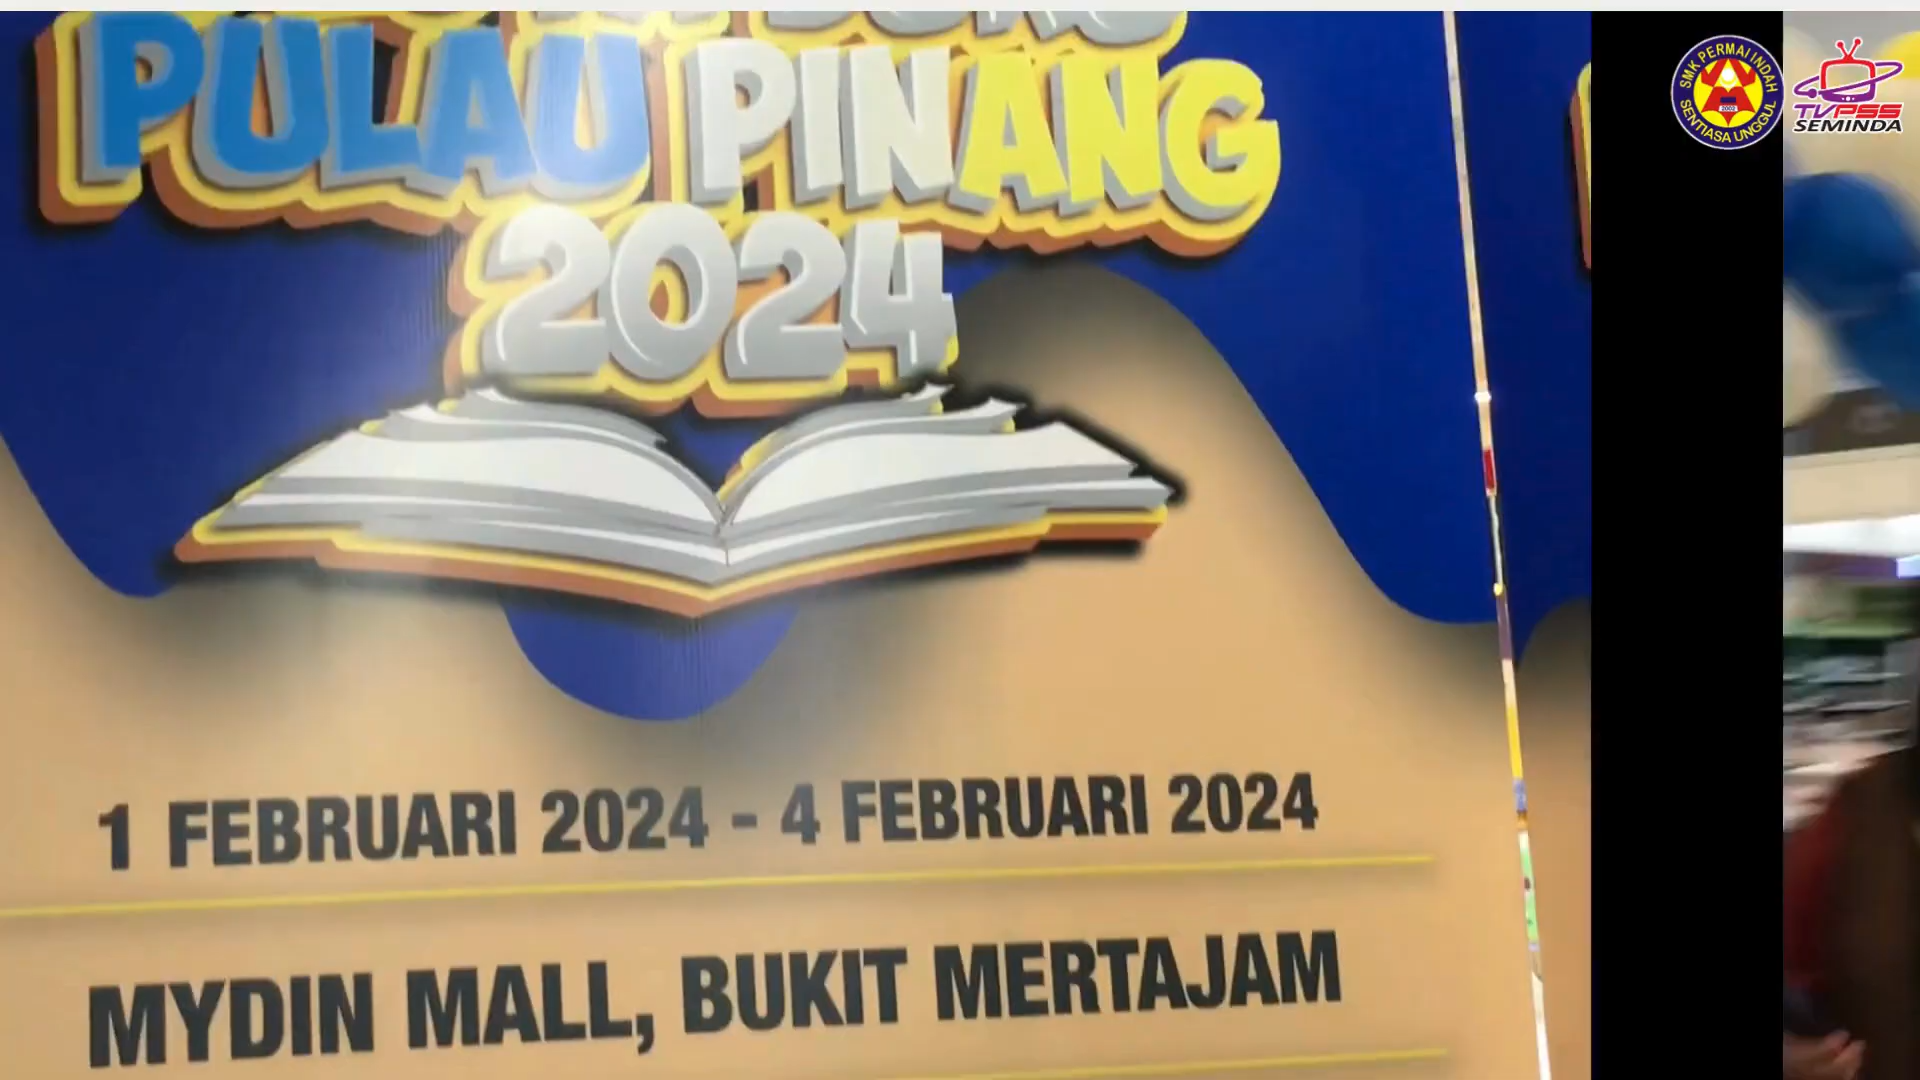 PULAU PINANG
2024
1 FEBRUARI 2024 - 4 FEBRUARI 2024
MYDIN MALL, BUKIT MERTAJAM
SMK PERMAI INDAH
2002
SENTIASA UNGGUL
TVPSS
SEMINDA